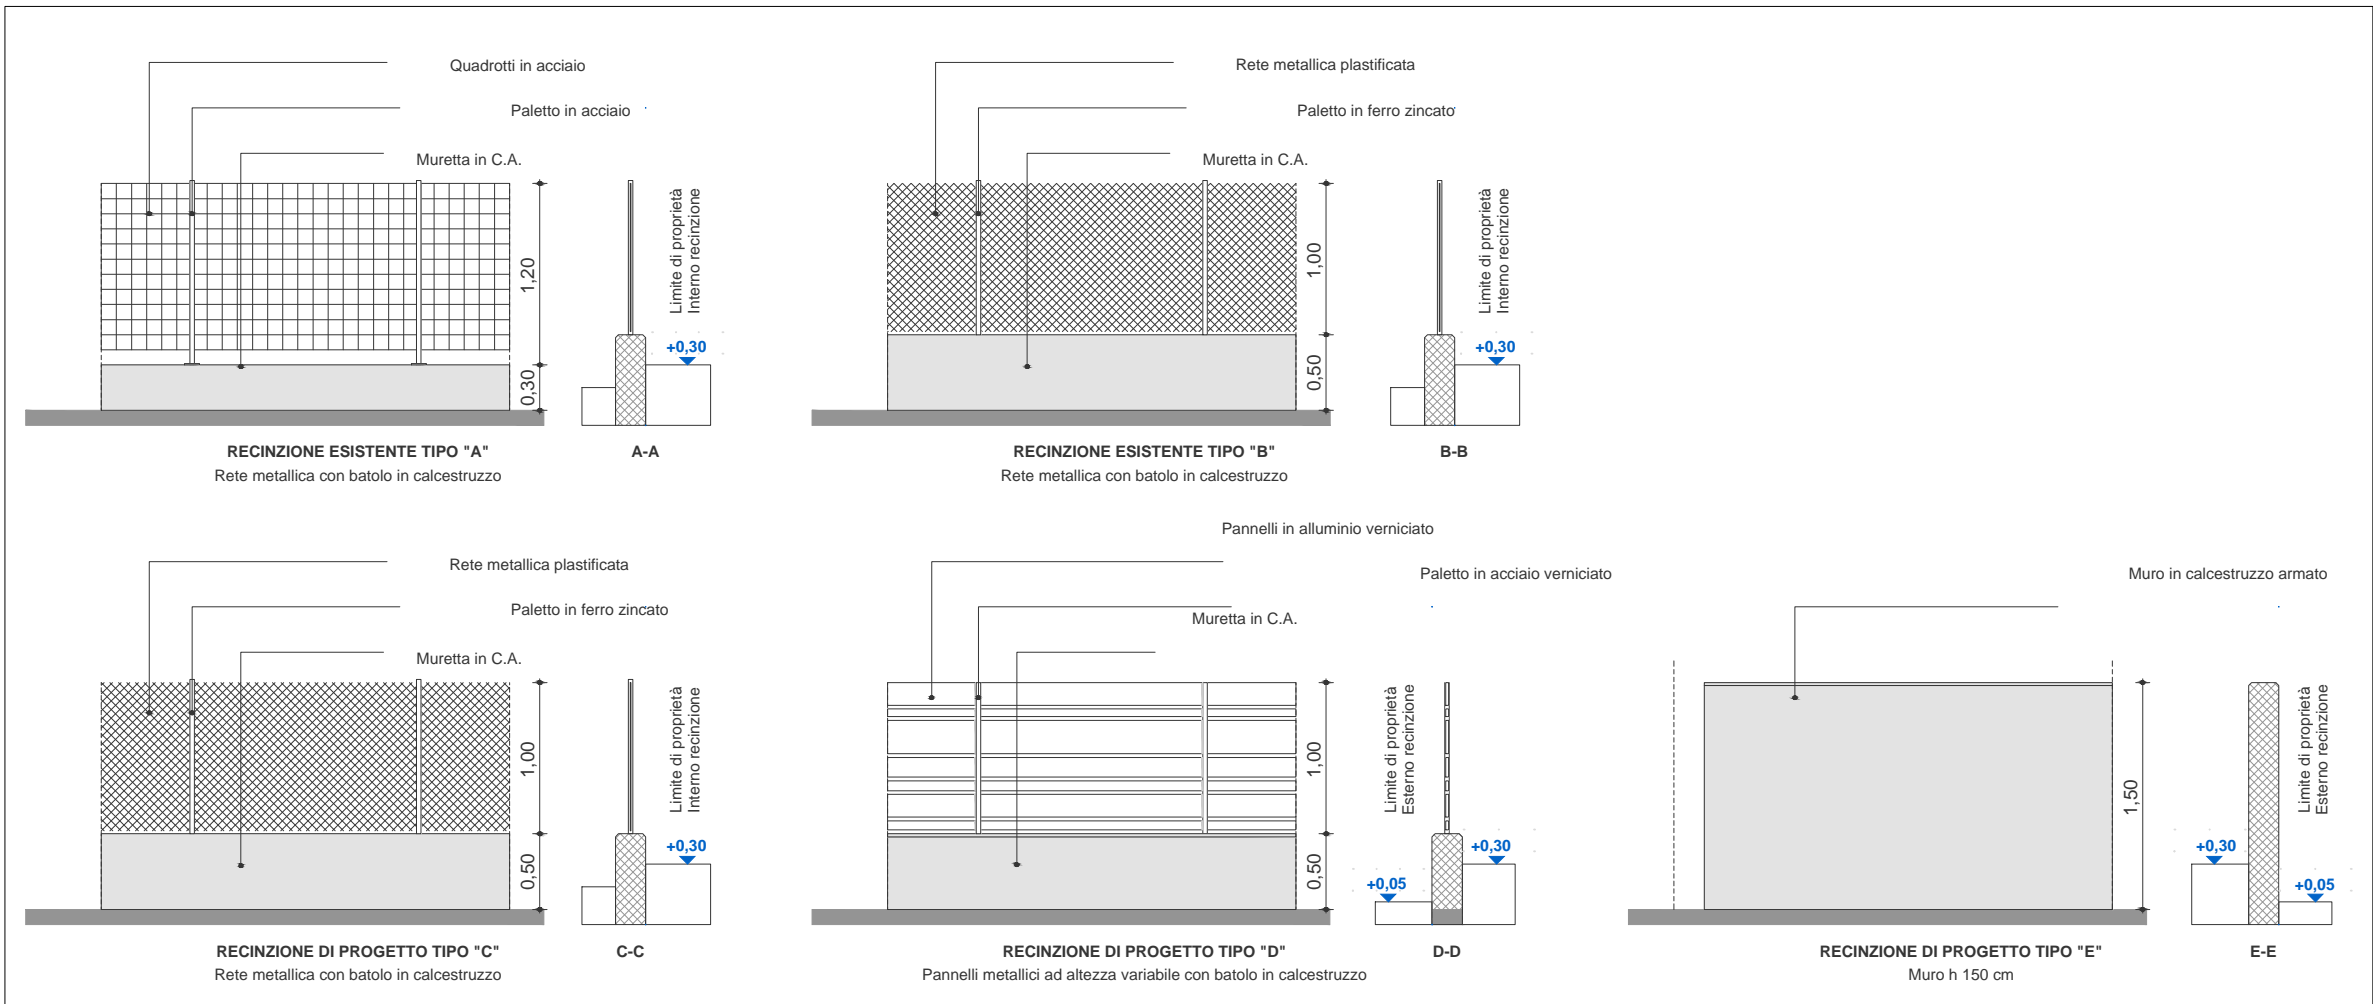 Quadrotti in acciaio
Paletto in acciaio
Muretta in C.A.
1,20
0,30
Limite di proprietà
Interno recinzione
+0,30
RECINZIONE ESISTENTE TIPO "A"
Rete metallica con batolo in calcestruzzo
A-A
Rete metallica plastificata
Paletto in ferro zincato
Muretta in C.A.
1,00
0,50
Limite di proprietà
Interno recinzione
+0,30
RECINZIONE ESISTENTE TIPO "B"
Rete metallica con batolo in calcestruzzo
B-B
Rete metallica plastificata
Paletto in ferro zincato
Muretta in C.A.
1,00
0,50
Limite di proprietà
Interno recinzione
+0,30
RECINZIONE DI PROGETTO TIPO "C"
Rete metallica con batolo in calcestruzzo
C-C
Pannelli in alluminio verniciato
Paletto in acciaio verniciato
Muretta in C.A.
1,00
0,50
Limite di proprietà
Esterno recinzione
+0,30
+0,05
RECINZIONE DI PROGETTO TIPO "D"
Pannelli metallici ad altezza variabile con batolo in calcestruzzo
D-D
Muro in calcestruzzo armato
1,50
Limite di proprietà
Esterno recinzione
+0,30
+0,05
RECINZIONE DI PROGETTO TIPO "E"
Muro h 150 cm
E-E